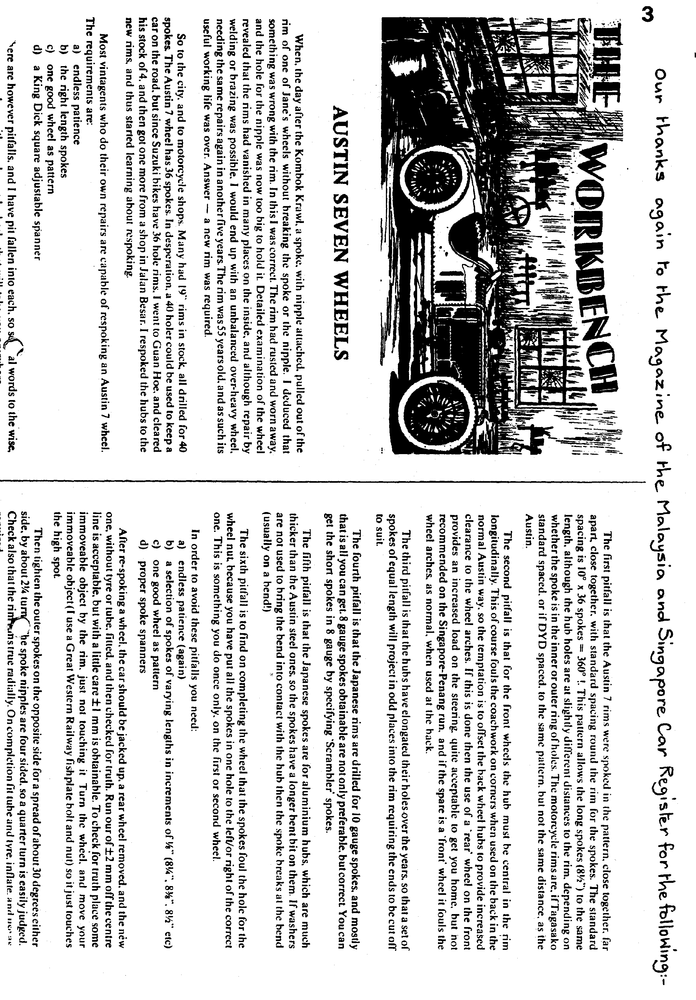 3
Our thanks again to the Magazine of the Malaysia and Singapore Car Register for the following:-
THE WORKBENCH
AUSTIN SEVEN WHEELS
When, the day after the Kombok Krawl, a spoke, with nipple attached, pulled out of the
rim of one of Jane's wheels without breaking the spoke or the nipple. I deduced that
something was wrong with the rim. In this I was correct. The rim had rusted and worn away,
and the hole for the nipple was now too big to hold it. Detailed examination of the wheel
revealed that the rims had vanished in many places on the inside, and although repair by
welding or brazing was possible. I would end up with an unbalanced over-heavy wheel,
needing the same repairs again in another five years. The rim was 55 years old, and as such its
useful working life was over. Answer — a new rim was required.
So to the city, and to motorcycle shops. Many had 19" rims in stock, all drilled for 40
spokes. The Austin 7 wheel has 36 spokes. In desperation, a 40 holer could be used to keep a
car on the road, but since Suzuki bikes have 36 hole rims, I went to Guan Hoe, and cleared
his stock of 4, and then got one more from a shop in Jalan Besar. I respoked the hubs to the
new rims, and thus started learning about respoking.
Most vintagents who do their own repairs are capable of respoking an Austin 7 wheel.
The requirements are:
a) endless patience
b) the right length spokes
c) one good wheel as pattern
d) a King Dick square adjustable spanner
here are however pitfalls, and I have pit fallen into each, so al words to the wise,
The first pitfall is that the Austin 7 rims were spoked in the pattern, close together, far
apart, close together, with standard spacing round the rim for the spokes. The standard
spacing is 10° x 36 spokes = 360° !. This pattern allows the long spokes (8½") to the same
length, although the hub holes are at slightly different distances to the rim, depending on
whether the spoke is in the inner or outer ring of holes. The motorcycle rims are, if Tagasako
standard spaced, or if DYD spaced, to the same pattern, but not the same distance, as the
Austin.
The second pitfall is that for the front wheels the hub must be central in the rim
longitudinally. This of course fouls the coachwork on corners when used on the back in the
normal Austin way, so the temptation is to offset the back wheel hubs to provide increased
clearance to the wheel arches. If this is done then the use of a 'rear' wheel on the front
provides an increased load on the steering, quite acceptable to get you home, but not
recommended on the Singapore-Penang run, and if the spare is a 'front' wheel it fouls the
wheel arches, as normal, when used at the back.
The third pitfall is that the hubs have elongated their holes over the years, so that a set of
spokes of equal length will project in odd places into the rim requiring the ends to be cut off
to suit.
The fourth pitfall is that the Japanese rims are drilled for 10 gauge spokes, and mostly
that is all you can get. 8 gauge spokes obtainable are not only preferable, but correct. You can
get the short spokes in 8 gauge by specifying 'Scrambler' spokes.
The fifth pitfall is that the Japanese spokes are for aluminium hubs, which are much
thicker than the Austin steel ones, so the spokes have a longer bent bit on them. If washers
are not used to bring the bend into contact with the hub then the spoke breaks at the bend
(usually on a bend!)
The sixth pitfall is to find on completing the wheel that the spokes foul the hole for the
wheel nut, because you have put all the spokes in one hole to the left/or right of the correct
one. This is something you do once only, on the first or second wheel.
In order to avoid these pitfalls you need:
a) endless patience (again)
b) a selection of spokes of varying lengths in increments of ⅛" (8¼", 8⅜", 8½" etc)
c) one good wheel as pattern
d) proper spoke spanners
After re-spoking a wheel, the car should be jacked up, a rear wheel removed, and the new
one, without tyre or tube, fitted, and then checked for truth. Run our of ±2 mm off the centre
line is acceptable, but with a little care ±1 mm is obtainable. To check for truth place some
immoveable object by the rim, just not touching it Turn the wheel, and move your
immoveable object (I use a Great Western Railway fishplate bolt and nut) so it just touches
the high spot.
Then tighten the outer spokes on the opposite side for a spread of about 30 degrees either
side, by about 2¼ turn he spoke nipples are four sided, so a quarter turn is easily judged.
Check also that the rim ns true radially. On completion fit tube and tyre, inflate, and